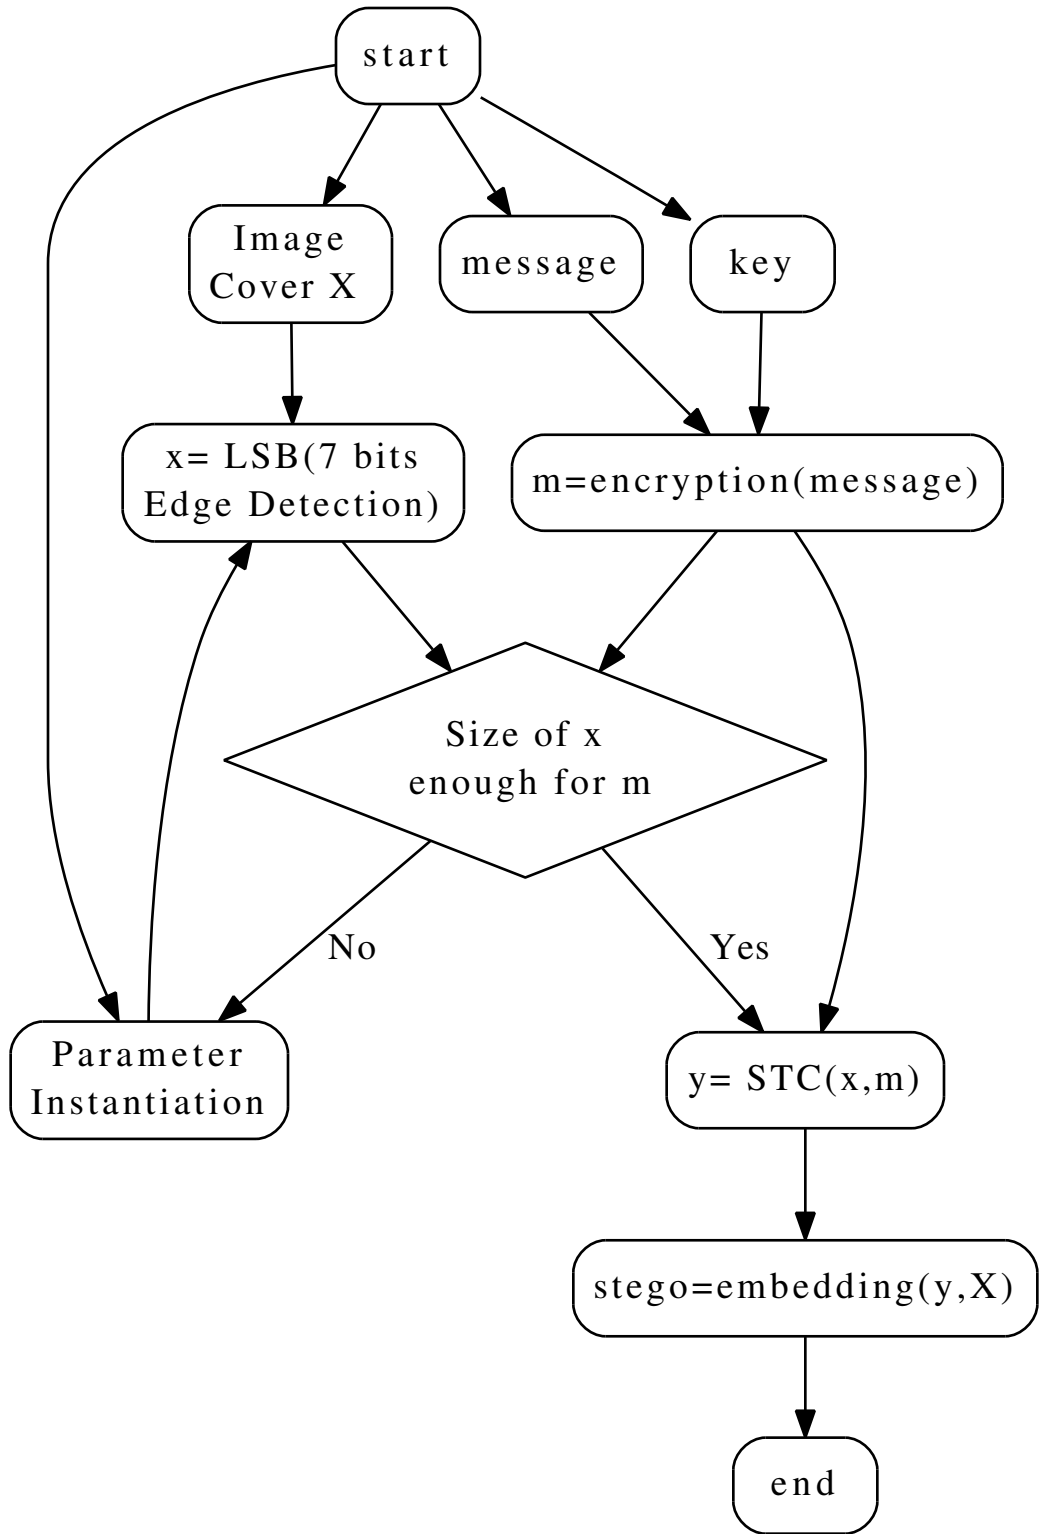 start
Image
Cover X
message
key
x= LSB(7 bits
Edge Detection)
m=encryption(message)
Size of x
enough for m
No
Yes
Parameter
Instantiation
y= STC(x,m)
stego=embedding(y,X)
end